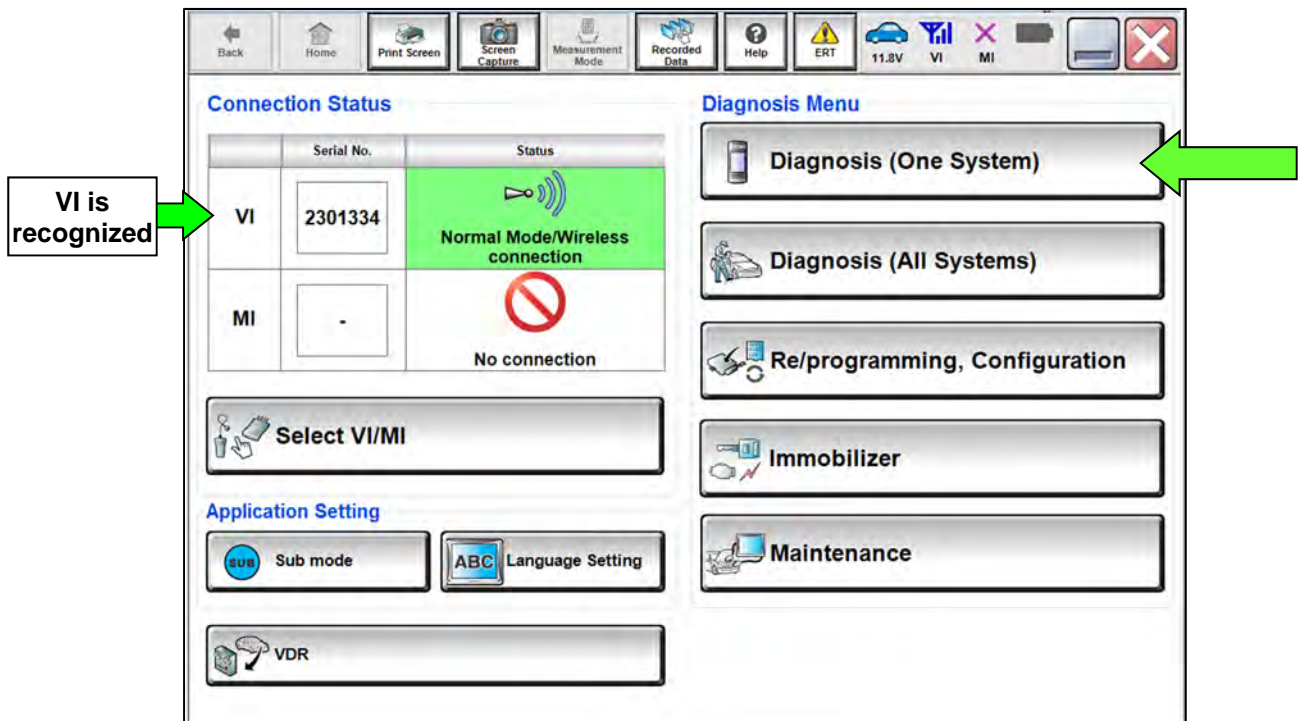 Back
Home
Print Screen
Screen
Capture
Measurement
Mode
Recorded
Data
Help
ERT
11.8V
VI
MI
Connection Status
Serial No.
Status
VI
2301334
Normal Mode/Wireless
connection
MI
-
No connection
Select VI/MI
Application Setting
SUB
Sub mode
ABC
Language Setting
VDR
Diagnosis Menu
Diagnosis (One System)
Diagnosis (All Systems)
Re/programming, Configuration
Immobilizer
Maintenance
VI is
recognized